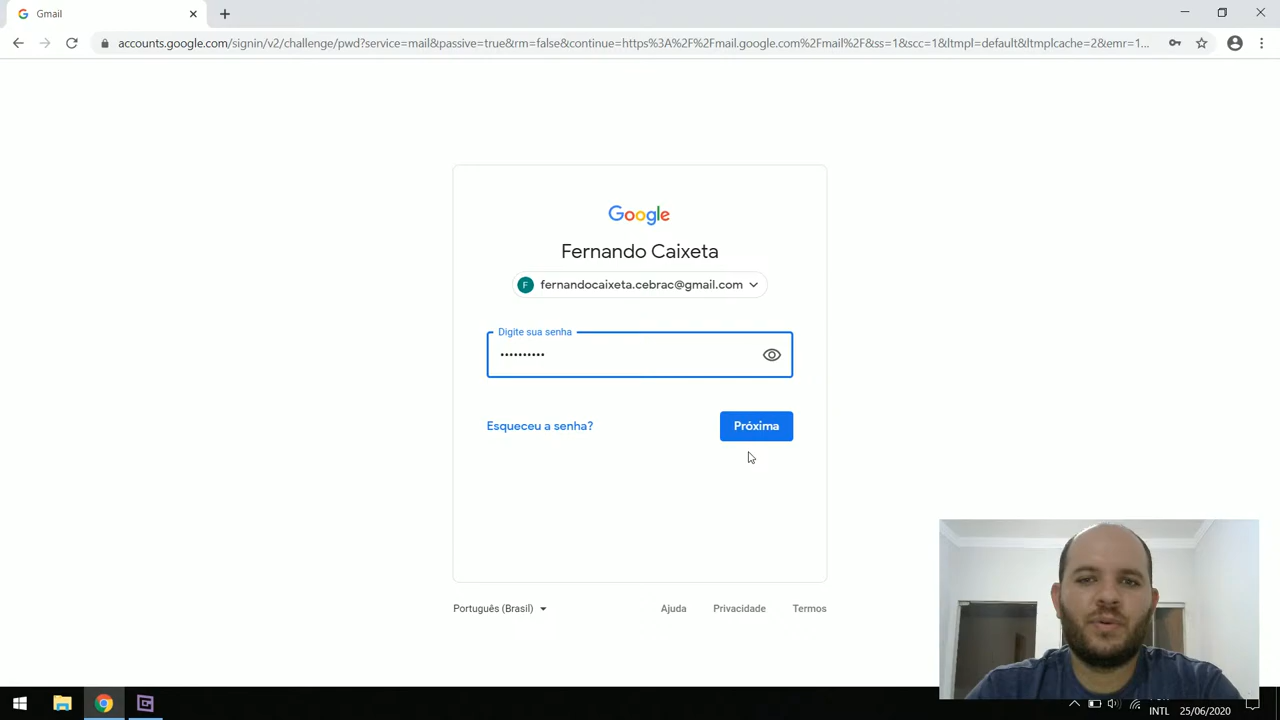 Gmail
accounts.google.com/signin/v2/challenge/pwd?service=mail&passive=true&rm=false&continue=https%3A%2F%2Fmail.google.com%2Fmail%2F&ss=1&scc=1&ltmpl=default&ltmplcache=2&emr=1...
Google
Fernando Caixeta
F fernandocaixeta.cebrac@gmail.com
Digite sua senha
••••••••••
Esqueceu a senha?
Próxima
Português (Brasil)
Ajuda
Privacidade
Termos
INTL
25/06/2020